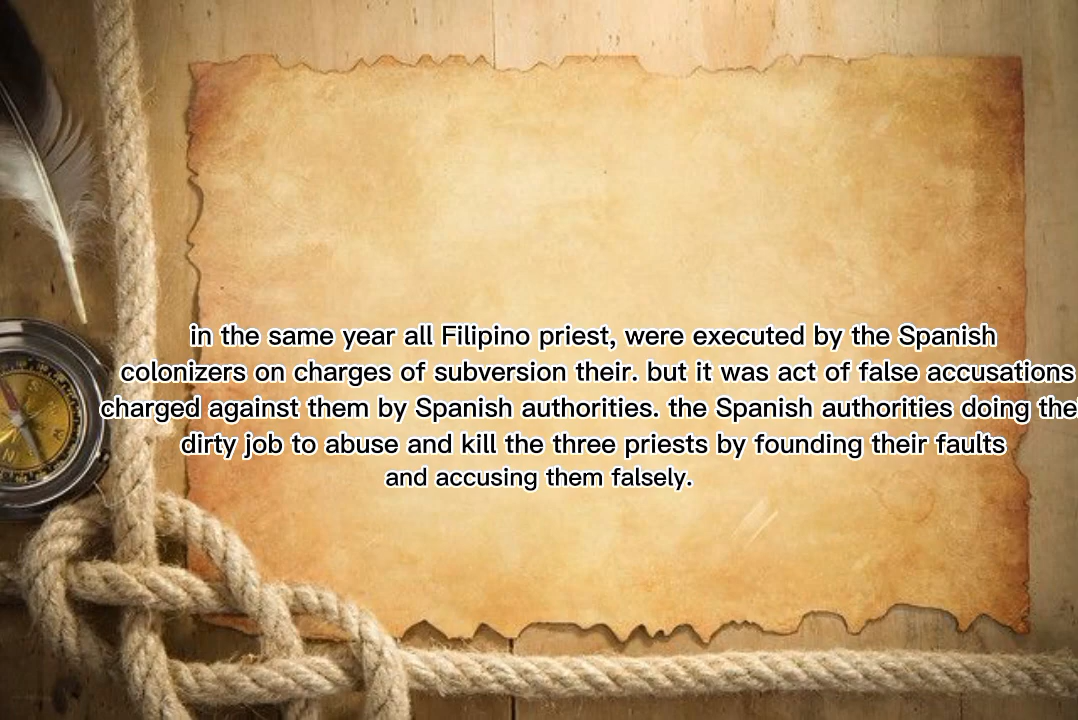 in the same year all Filipino priest, were executed by the Spanish
colonizers on charges of subversion their. but it was act of false accusations
charged against them by Spanish authorities. the Spanish authorities doing the
dirty job to abuse and kill the three priests by founding their faults
and accusing them falsely.